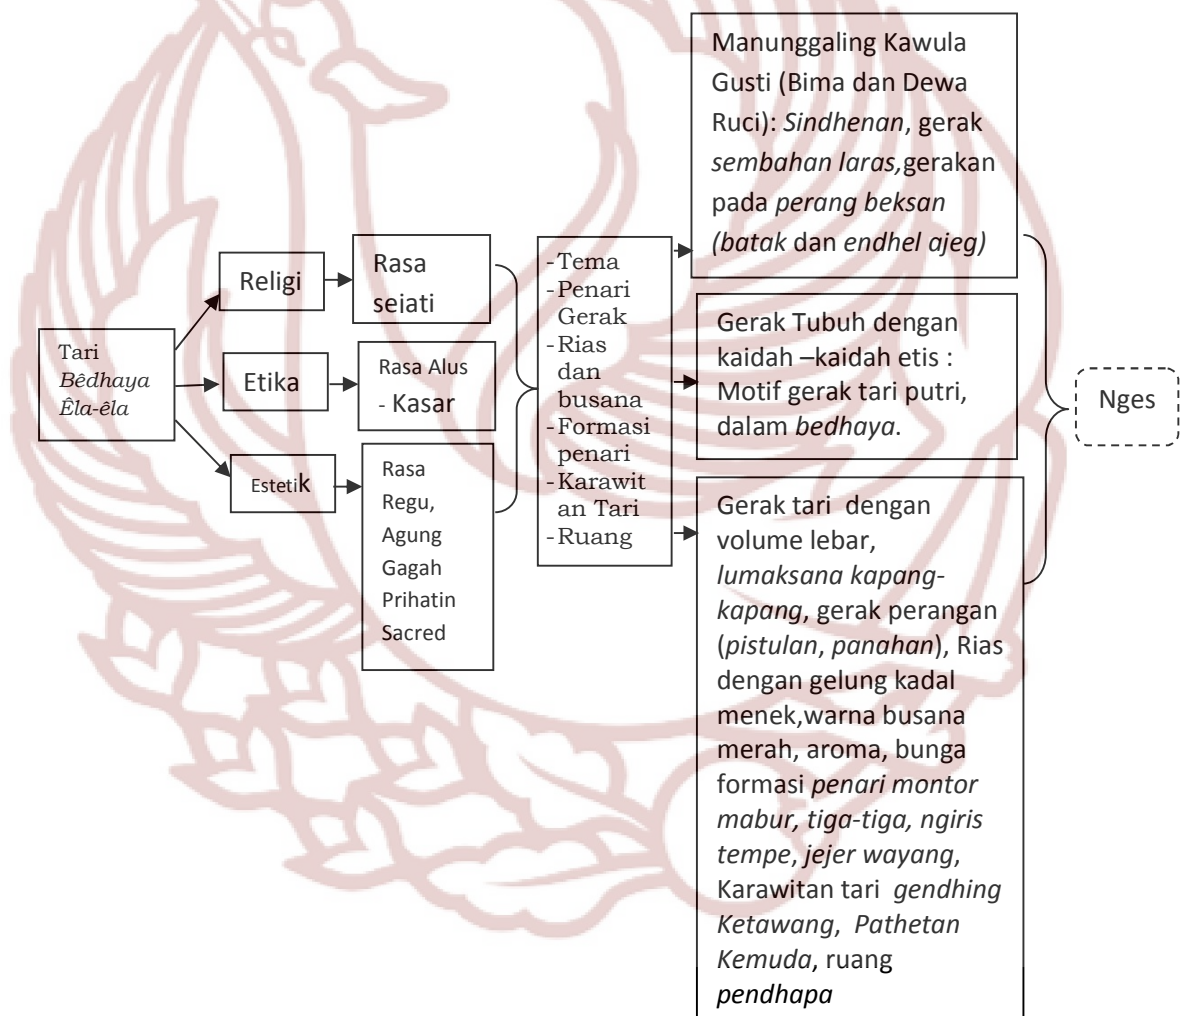 Tari
Bêdhaya
Êla-êla
Religi
Etika
Estetik
Rasa
sejati
Rasa Alus
- Kasar
Rasa
Regu,
Agung
Gagah
Prihatin
Sacred
-Tema
-Penari
Gerak
-Rias
dan
busana
-Formasi
penari
-Karawit
an Tari
-Ruang
Manunggaling Kawula
Gusti (Bima dan Dewa
Ruci): Sindhenan, gerak
sembahan laras,gerakan
pada perang beksan
(batak dan endhel ajeg)
Gerak Tubuh dengan
kaidah –kaidah etis :
Motif gerak tari putri,
dalam bedhaya.
Gerak tari dengan
volume lebar,
lumaksana kapang-
kapang, gerak perangan
(pistulan, panahan), Rias
dengan gelung kadal
menek,warna busana
merah, aroma, bunga
formasi penari montor
mabur, tiga-tiga, ngiris
tempe, jejer wayang,
Karawitan tari gendhing
Ketawang, Pathetan
Kemuda, ruang
pendhapa
Nges